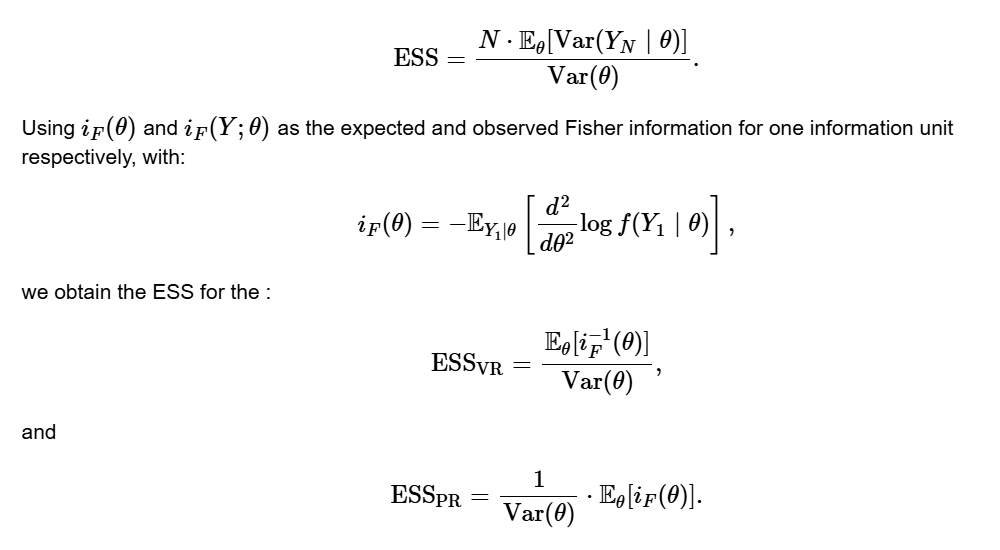 ESS = \frac{N \cdot \mathbb{E}_\theta[\mathrm{Var}(Y_N \mid \theta)]}{\mathrm{Var}(\theta)}.
Using i_F(θ) and i_F(Y; θ) as the expected and observed Fisher information for one information unit
respectively, with:
i_F(\theta) = -\mathbb{E}_{Y_1|\theta} \left[ \frac{d^2}{d\theta^2} \log f(Y_1 \mid \theta) \right],
we obtain the ESS for the :
\mathrm{ESS}_{\mathrm{VR}} = \frac{\mathbb{E}_\theta[i_F^{-1}(\theta)]}{\mathrm{Var}(\theta)},
and
\mathrm{ESS}_{\mathrm{PR}} = \frac{1}{\mathrm{Var}(\theta)} \cdot \mathbb{E}_\theta[i_F(\theta)].